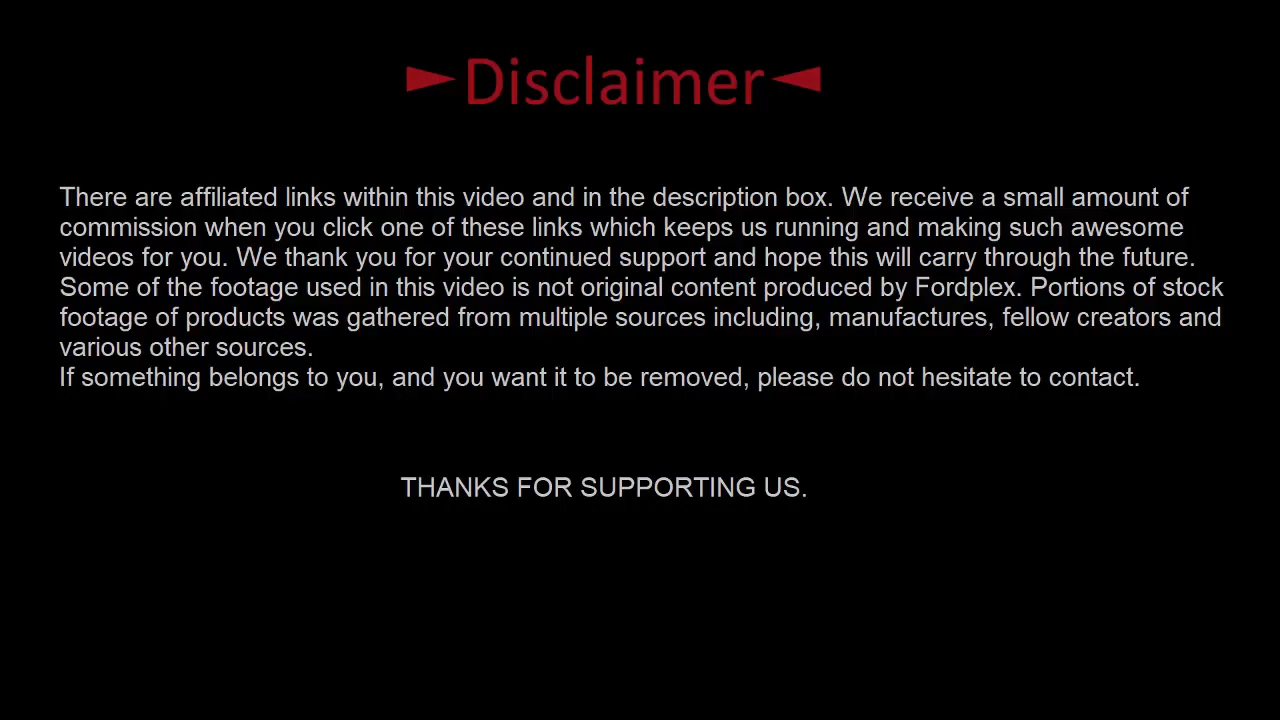 ►Disclaimer◄
There are affiliated links within this video and in the description box. We receive a small amount of
commission when you click one of these links which keeps us running and making such awesome
videos for you. We thank you for your continued support and hope this will carry through the future.
Some of the footage used in this video is not original content produced by Fordplex. Portions of stock
footage of products was gathered from multiple sources including, manufactures, fellow creators and
various other sources.
If something belongs to you, and you want it to be removed, please do not hesitate to contact.
THANKS FOR SUPPORTING US.